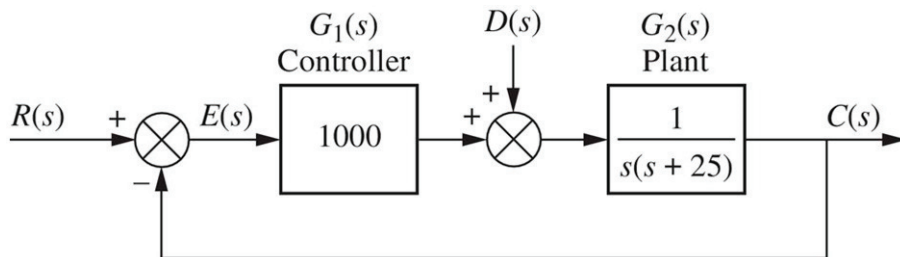 G₁(s)
Controller
D(s)
G₂(s)
Plant
R(s)
+
E(s)
1000
+
+
1
s(s + 25)
C(s)
−